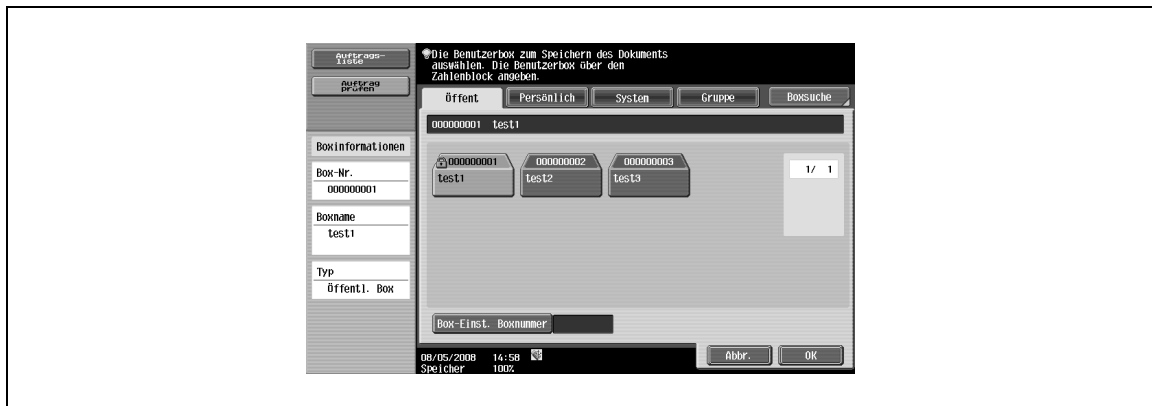 Auftrags-
liste
Auftrag
prüfen
Die Benutzerbox zum Speichern des Dokuments
auswählen. Die Benutzerbox über den
Zahlenblock angeben.
Öffent
Persönlich
System
Gruppe
Boxsuche
000000001 test1
Boxinformationen
Box-Nr.
000000001
Boxname
test1
Typ
Öffentl. Box
000000001
test1
000000002
test2
000000003
test3
1/ 1
Box-Einst. Boxnummer
08/05/2008 14:58
Speicher 100%
Abbr.
OK